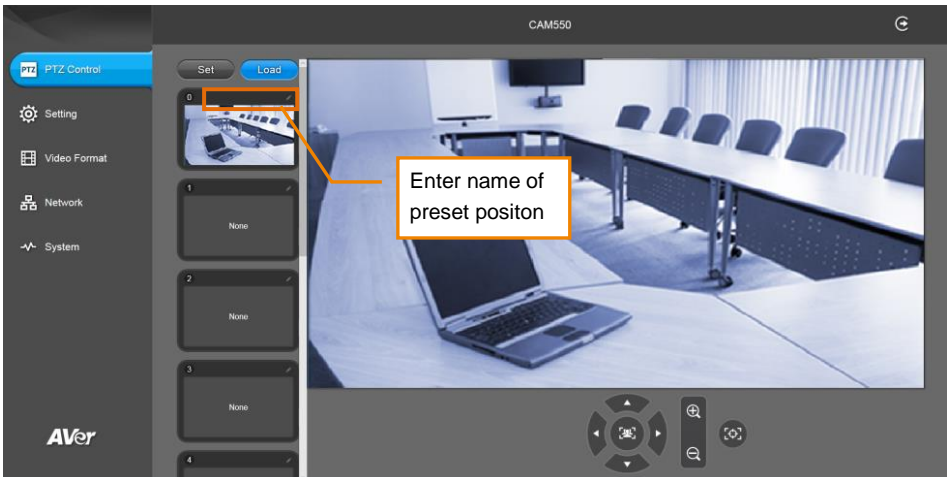 CAM550
PTZ PTZ Control
Setting
Video Format
Network
System
AVer
Set Load
0
1
None
2
None
3
None
4
Enter name of
preset positon